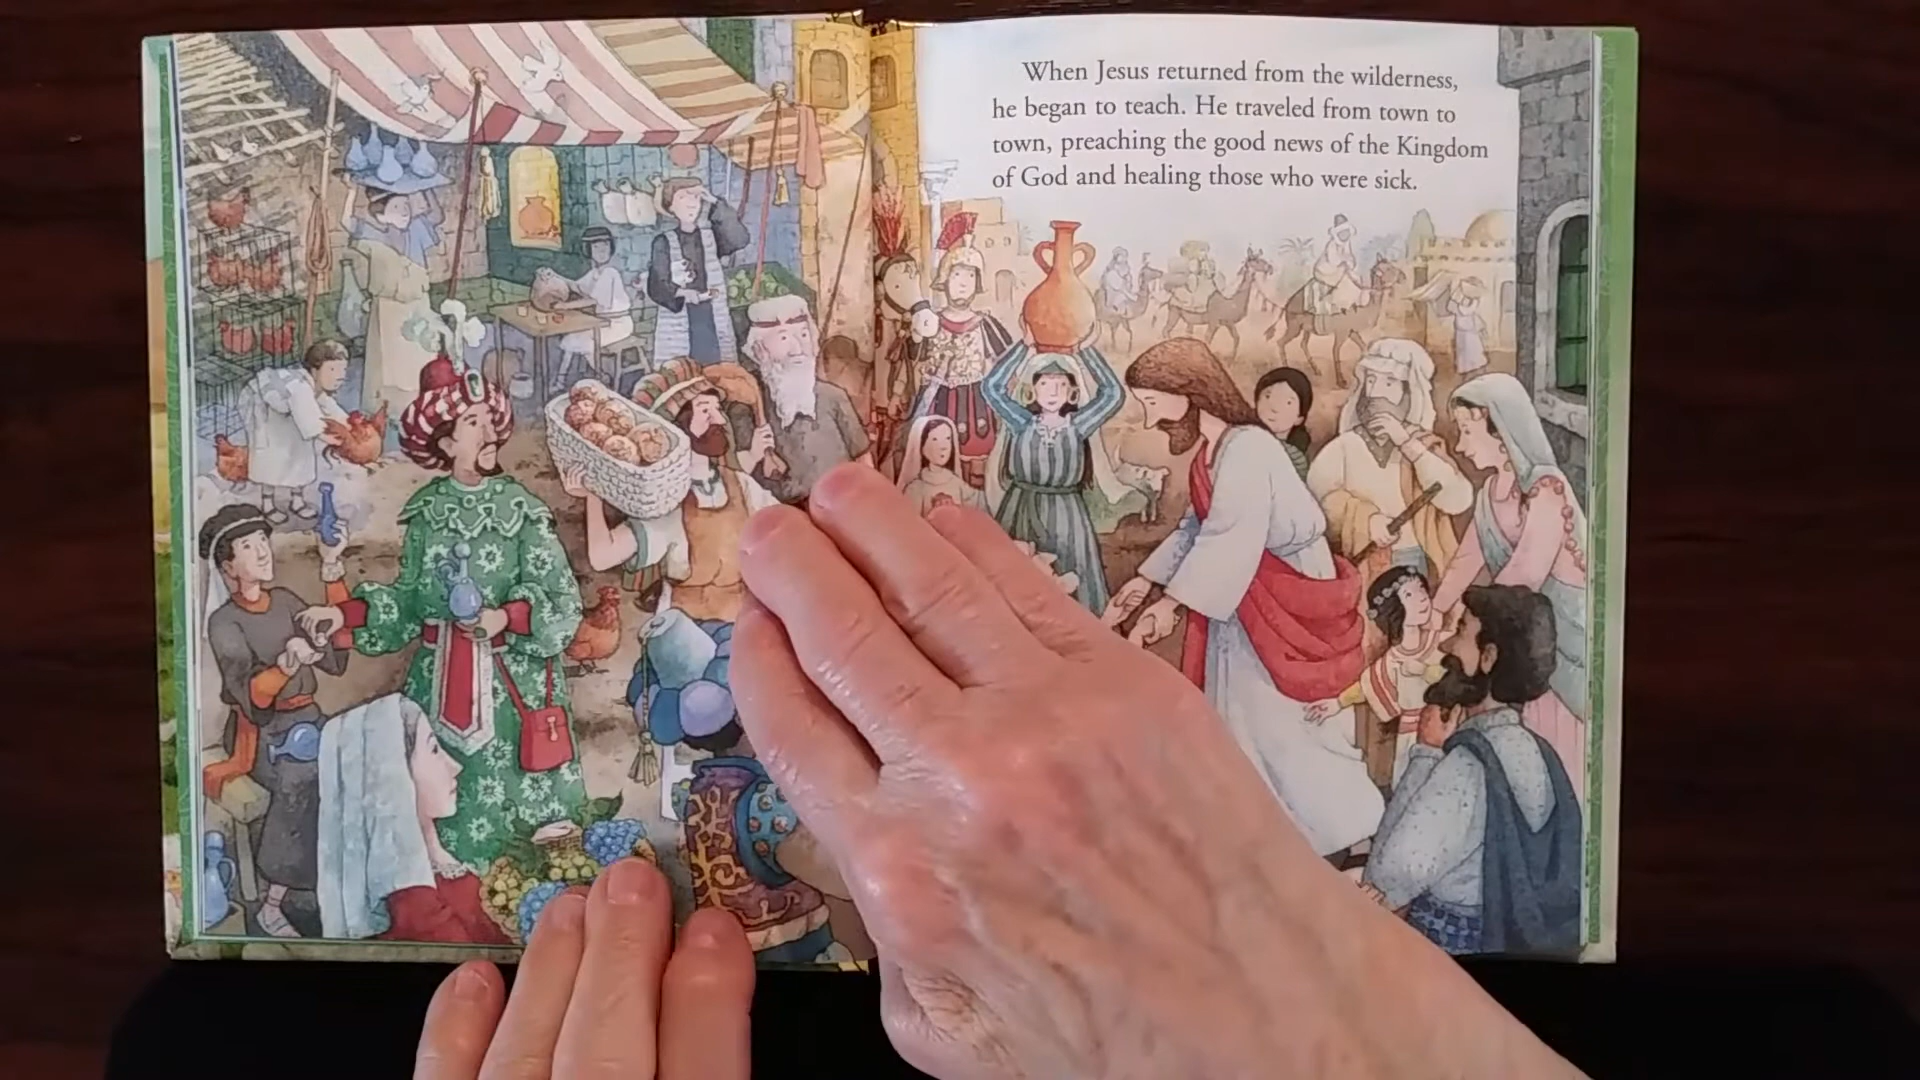 When Jesus returned from the wilderness,
he began to teach. He traveled from town to
town, preaching the good news of the Kingdom
of God and healing those who were sick.